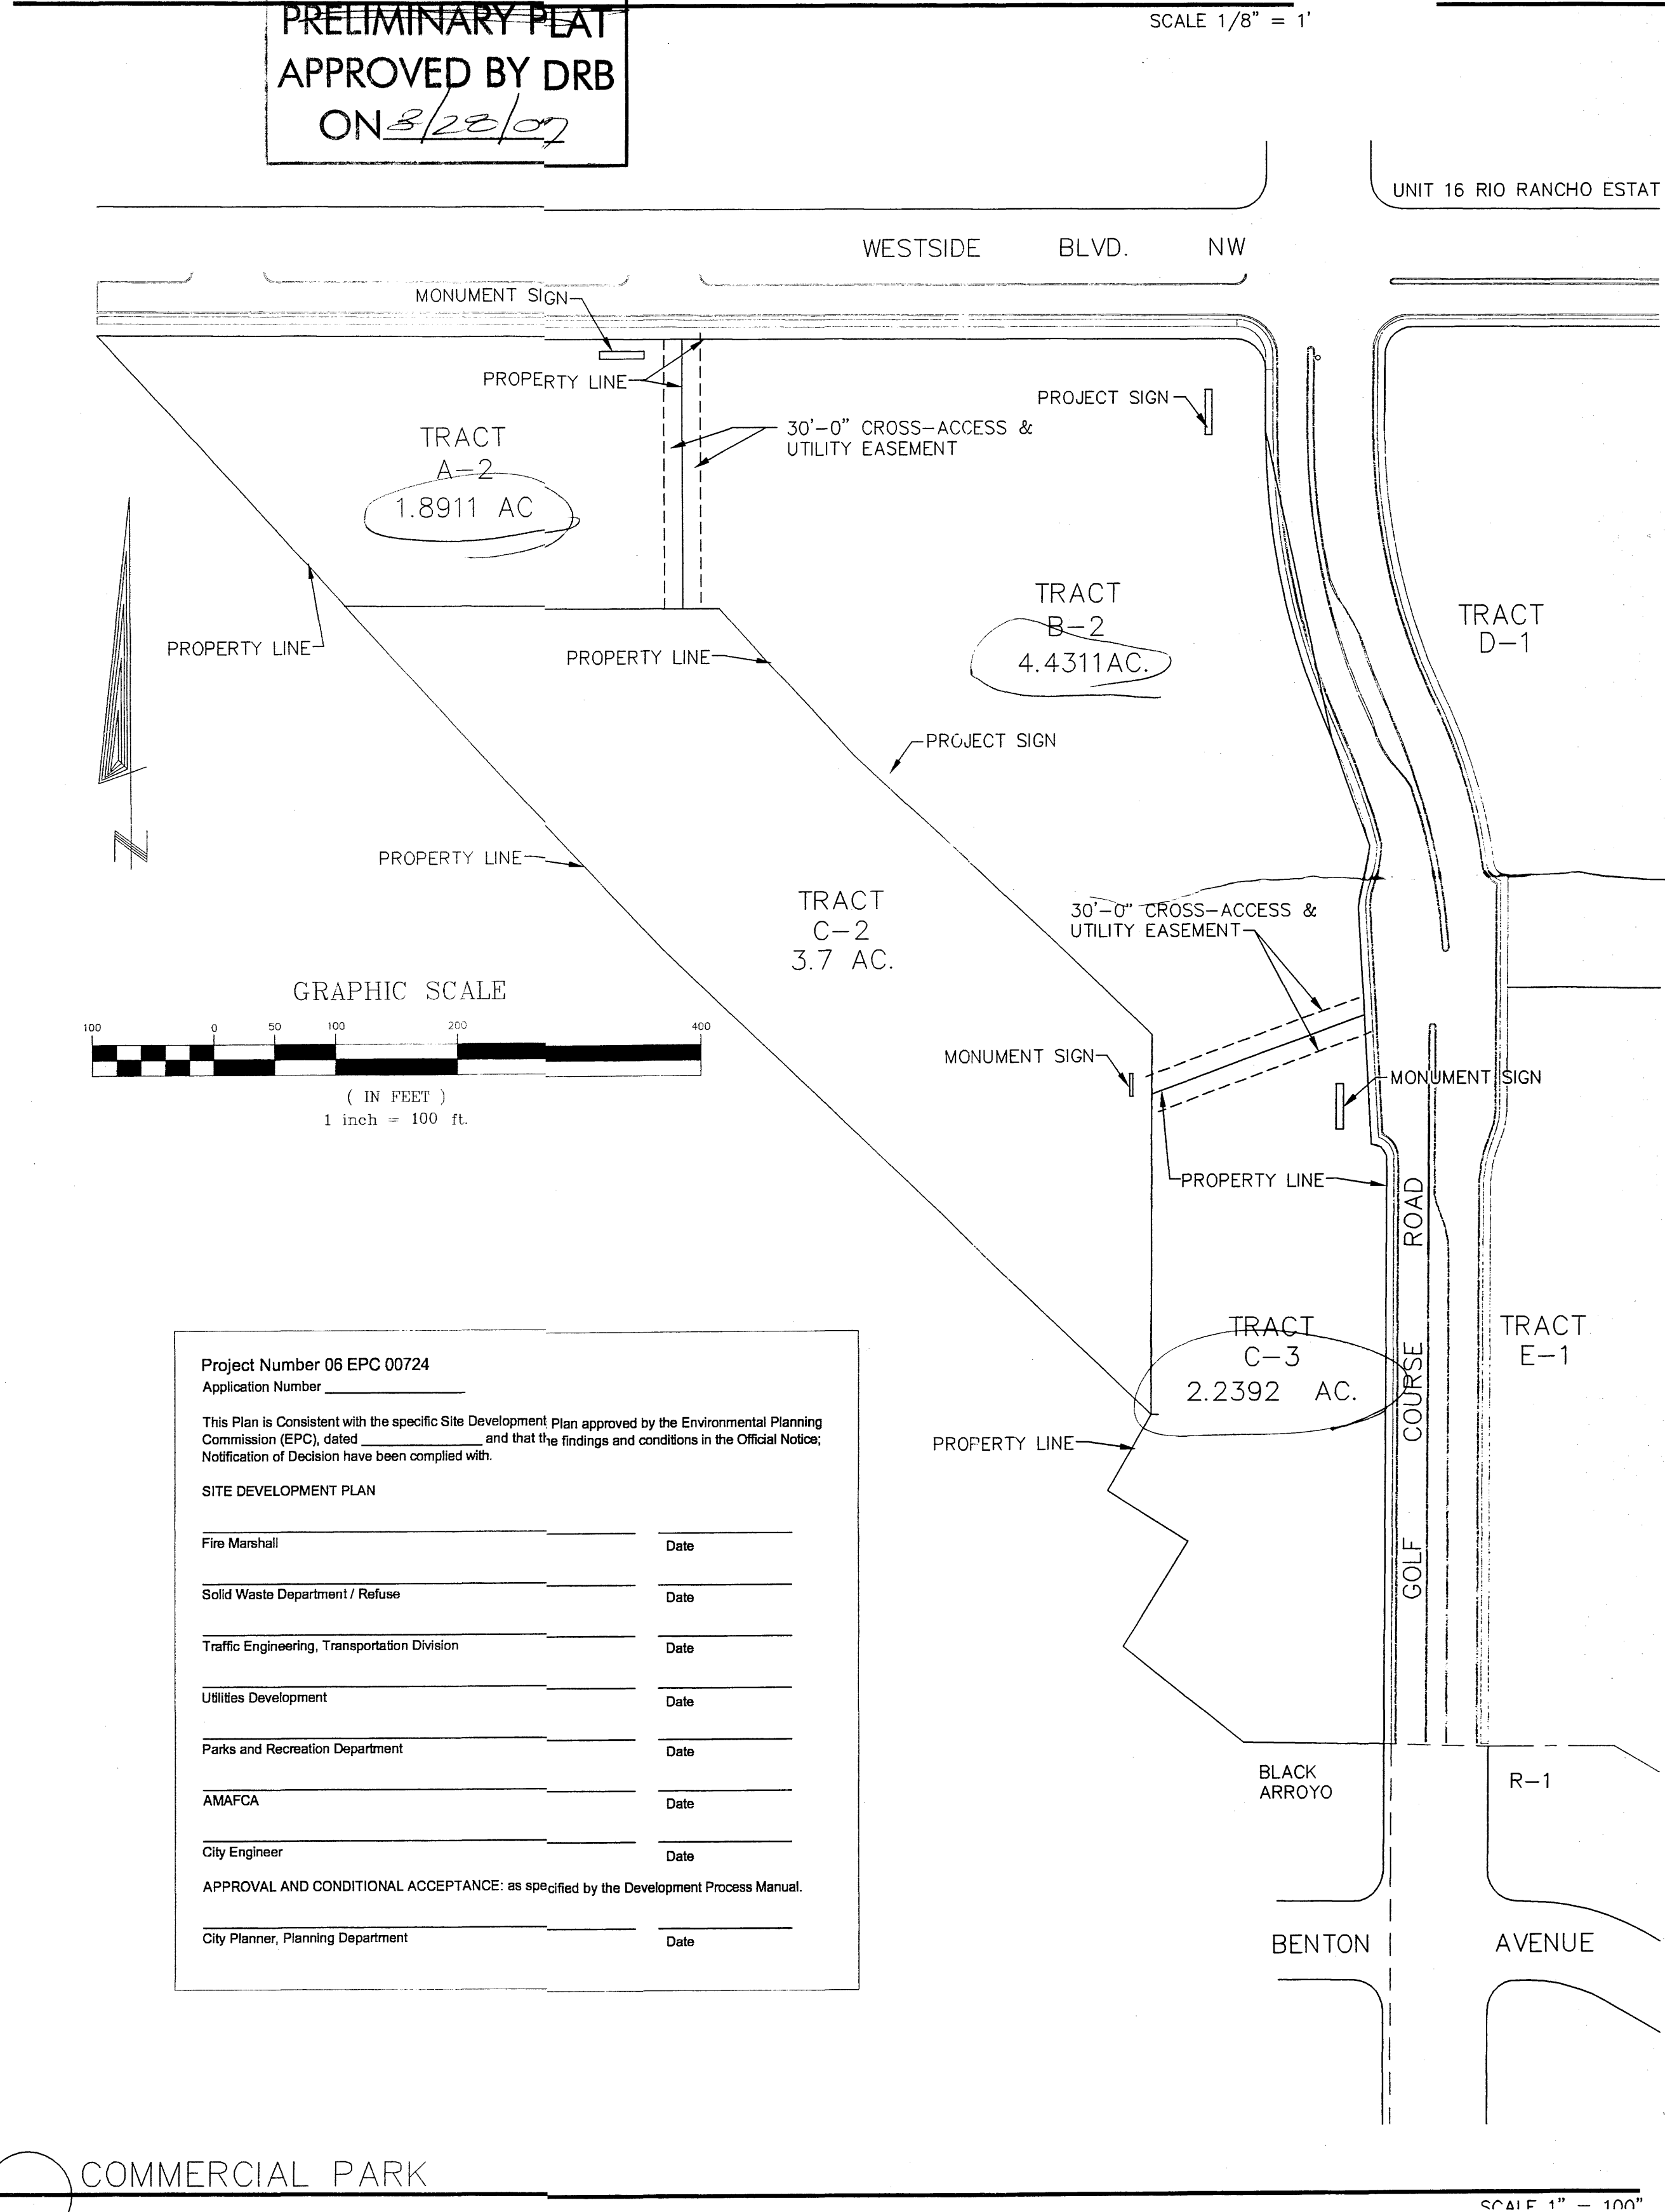 PRELIMINARY PLAT
APPROVED BY DRB
ON 3/28/07
SCALE 1/8" = 1'
UNIT 16 RIO RANCHO ESTAT
WESTSIDE BLVD. NW
MONUMENT SIGN
PROPERTY LINE
PROJECT SIGN
30'-0" CROSS-ACCESS &
UTILITY EASEMENT
TRACT
A-2
1.8911 AC
TRACT
B-2
4.4311AC.
TRACT
D-1
PROPERTY LINE
PROPERTY LINE
PROJECT SIGN
N
PROPERTY LINE
TRACT
C-2
3.7 AC.
30'-0" CROSS-ACCESS &
UTILITY EASEMENT
GRAPHIC SCALE
100 0 50 100 200 400
( IN FEET )
1 inch = 100 ft.
MONUMENT SIGN
MONUMENT SIGN
PROPERTY LINE
GOLF COURSE ROAD
TRACT
C-3
2.2392 AC.
TRACT
E-1
PROPERTY LINE
Project Number 06 EPC 00724
Application Number
This Plan is Consistent with the specific Site Development Plan approved by the Environmental Planning
Commission (EPC), dated and that the findings and conditions in the Official Notice;
Notification of Decision have been complied with.
SITE DEVELOPMENT PLAN
Fire Marshall Date
Solid Waste Department / Refuse Date
Traffic Engineering, Transportation Division Date
Utilities Development Date
Parks and Recreation Department Date
AMAFCA Date
City Engineer Date
APPROVAL AND CONDITIONAL ACCEPTANCE: as specified by the Development Process Manual.
City Planner, Planning Department Date
BLACK
ARROYO
R-1
BENTON AVENUE
COMMERCIAL PARK
SCALE 1" = 100"